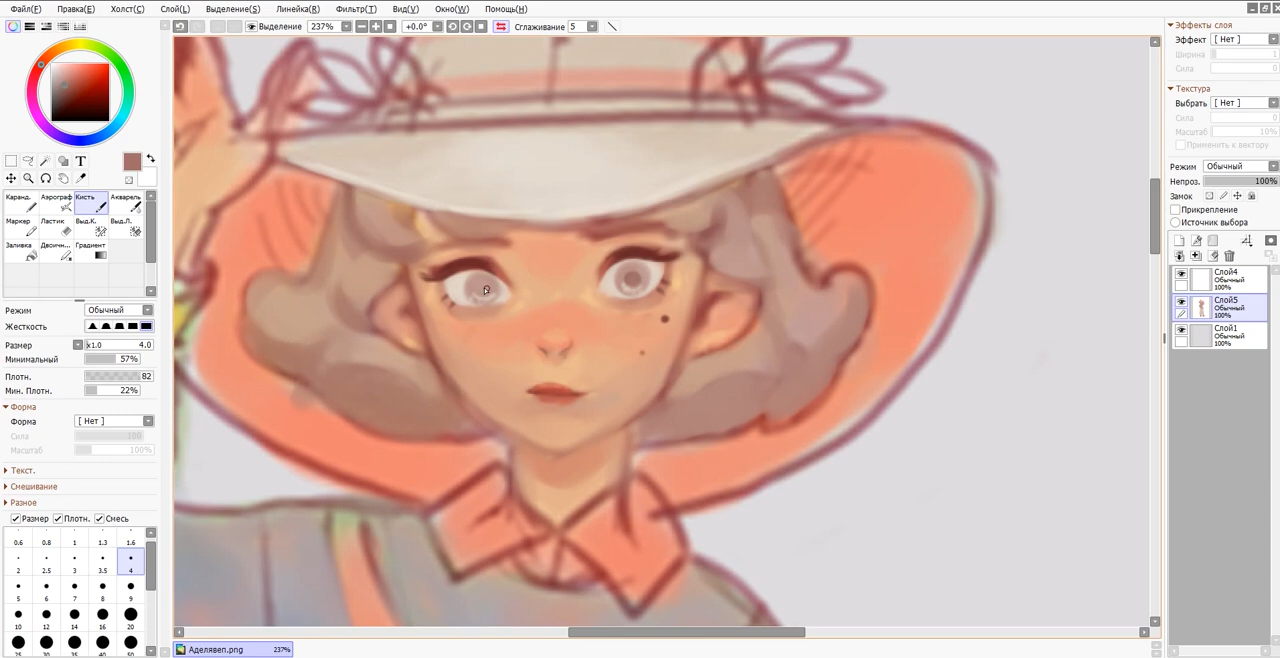 Файл(F) Правка(E) Холст(C) Слой(L) Выделение(S) Линейка(R) Фильтр(T) Вид(V) Окно(W) Помощь(H)
Выделение 237% +0.0° Сглаживание 5
T
Каранд. Аэрограф Кисть Акварель
Маркер Ластик Выд.К. Выд.Л.
Заливка Двоичн... Градиент
Режим Обычный
Жесткость
Размер x1.0 4.0
Минимальный 57%
Плотн. 82
Мин. Плотн. 22%
Форма
Форма [ Нет ]
Сила 100
Масштаб 100%
Текст.
Смешивание
Разное
Размер Плотн. Смесь
0.6 0.8 1 1.3 1.6
2 2.5 3 3.5 4
5 6 7 8 9
10 12 14 16 20
25 30 35 40 50
Аделявеп.png 237%
Эффекты слоя
Эффект [ Нет ]
Ширина 1
Сила 0
Текстура
Выбрать [ Нет ]
Сила 0
Масштаб 10%
Применить к вектору
Режим Обычный
Непроз. 100%
Замок
Прикрепление
Источник выбора
Слой4
Обычный
100%
Слой5
Обычный
100%
Слой1
Обычный
100%